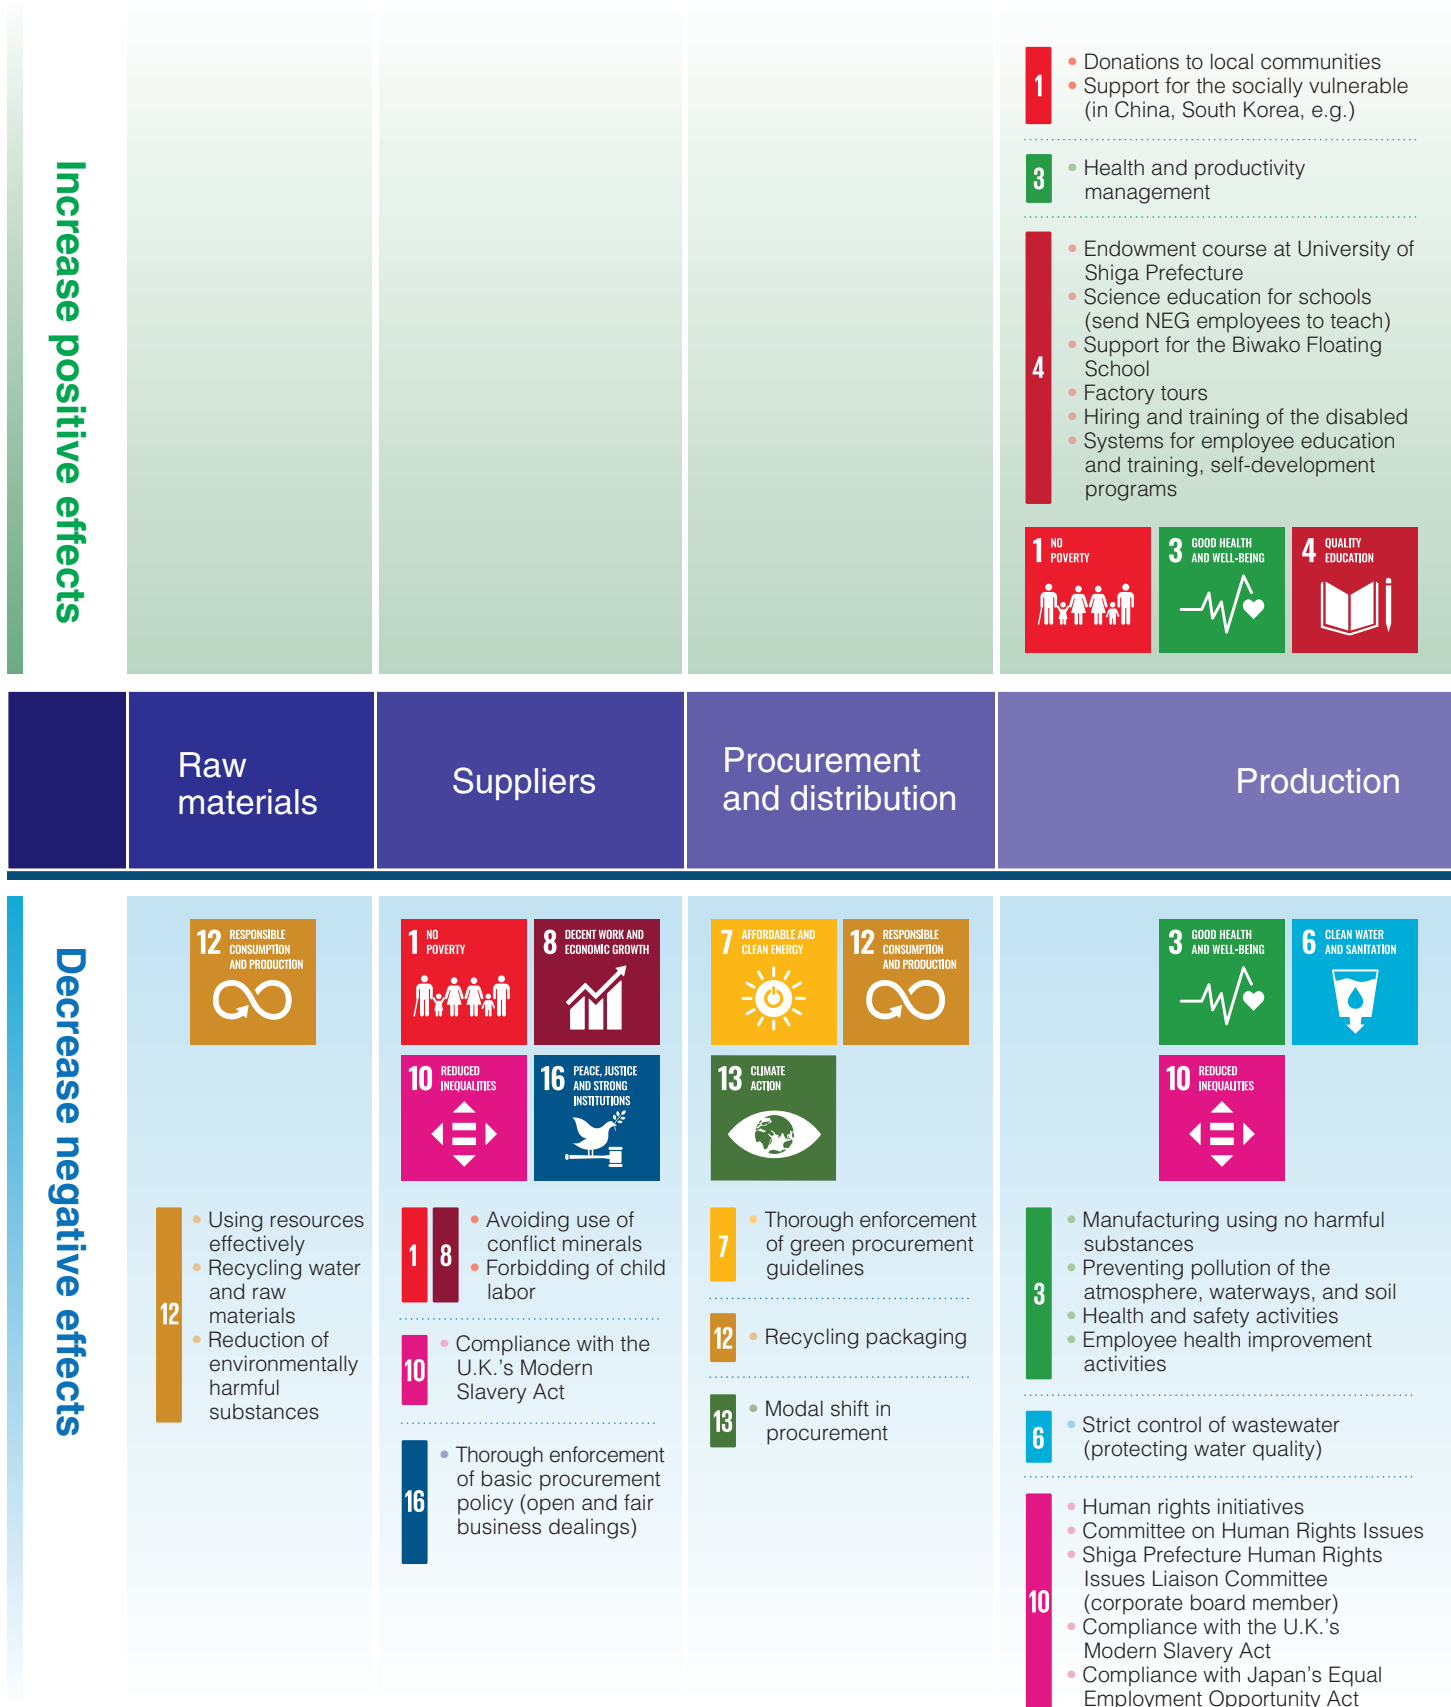 Increase positive effects
1
• Donations to local communities
• Support for the socially vulnerable
(in China, South Korea, e.g.)
3
• Health and productivity
management
4
• Endowment course at University of
Shiga Prefecture
• Science education for schools
(send NEG employees to teach)
• Support for the Biwako Floating
School
• Factory tours
• Hiring and training of the disabled
• Systems for employee education
and training, self-development
programs
1 NO
POVERTY
3 GOOD HEALTH
AND WELL-BEING
4 QUALITY
EDUCATION
Raw
materials
Suppliers
Procurement
and distribution
Production
Decrease negative effects
12 RESPONSIBLE
CONSUMPTION
AND PRODUCTION
12
• Using resources
effectively
• Recycling water
and raw
materials
• Reduction of
environmentally
harmful
substances
1 NO
POVERTY
8 DECENT WORK AND
ECONOMIC GROWTH
10 REDUCED
INEQUALITIES
16 PEACE, JUSTICE
AND STRONG
INSTITUTIONS
1 8
• Avoiding use of
conflict minerals
• Forbidding of child
labor
10
• Compliance with the
U.K.'s Modern
Slavery Act
16
• Thorough enforcement
of basic procurement
policy (open and fair
business dealings)
7 AFFORDABLE AND
CLEAN ENERGY
12 RESPONSIBLE
CONSUMPTION
AND PRODUCTION
13 CLIMATE
ACTION
7
• Thorough enforcement
of green procurement
guidelines
12
• Recycling packaging
13
• Modal shift in
procurement
3 GOOD HEALTH
AND WELL-BEING
6 CLEAN WATER
AND SANITATION
10 REDUCED
INEQUALITIES
3
• Manufacturing using no harmful
substances
• Preventing pollution of the
atmosphere, waterways, and soil
• Health and safety activities
• Employee health improvement
activities
6
• Strict control of wastewater
(protecting water quality)
10
• Human rights initiatives
• Committee on Human Rights Issues
• Shiga Prefecture Human Rights
Issues Liaison Committee
(corporate board member)
• Compliance with the U.K.'s
Modern Slavery Act
• Compliance with Japan's Equal
Employment Opportunity Act